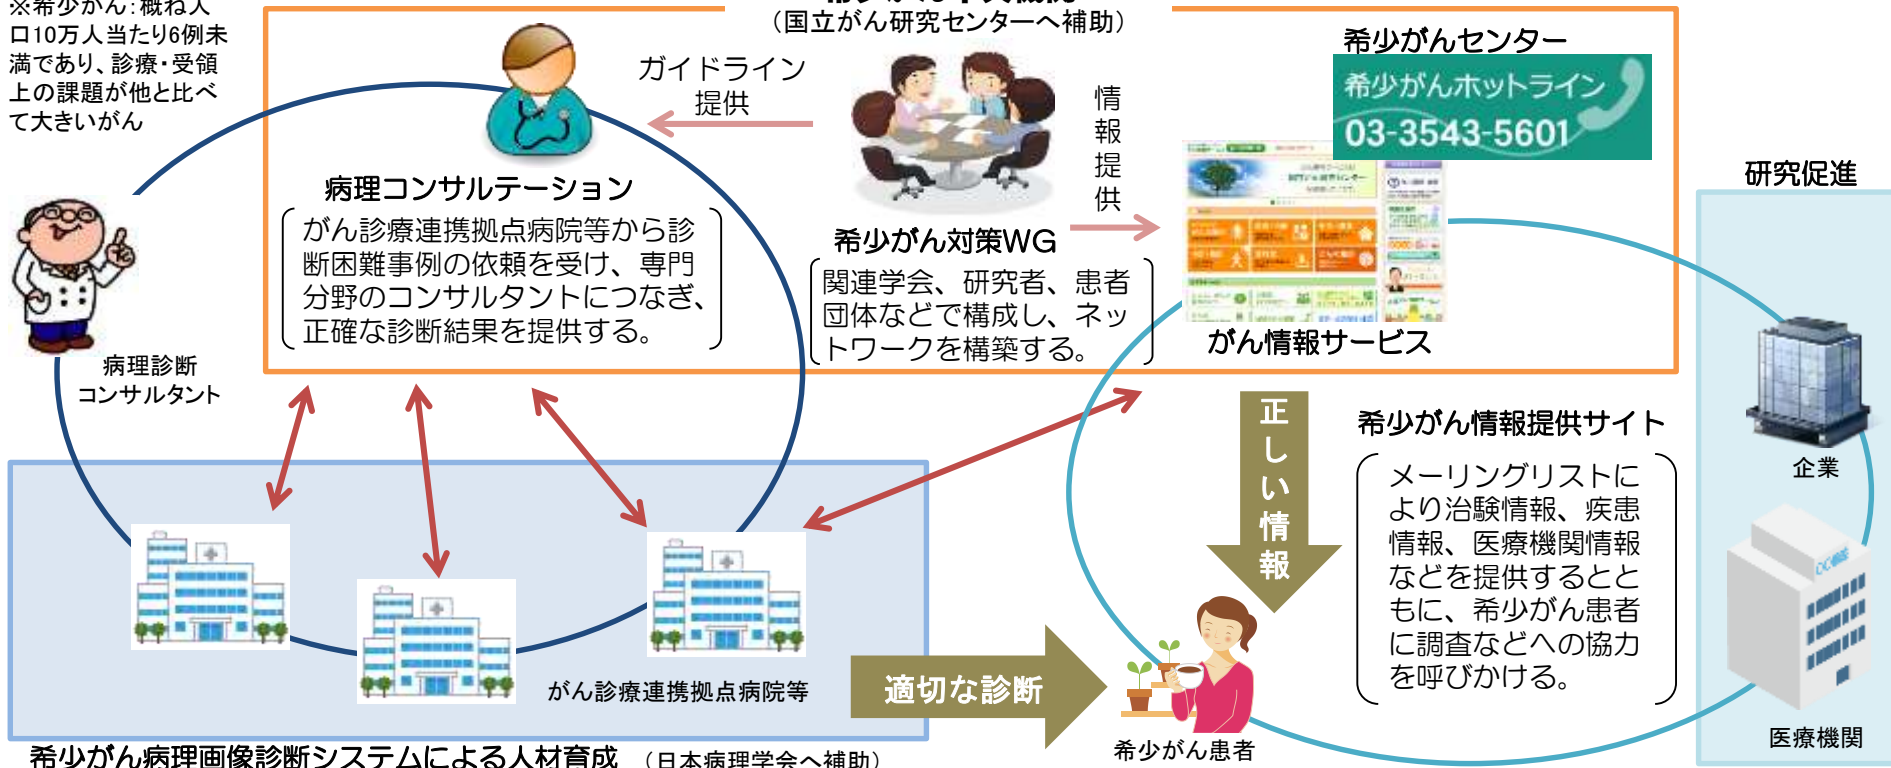 ※希少がん：概ね人
口10万人当たり6例未
満であり、診療・受領
上の課題が他と比べ
て大きいがん
（国立がん研究センターへ補助）
希少がんセンター
希少がんホットライン
03-3543-5601
ガイドライン
提供
情報提供
病理コンサルテーション
がん診療連携拠点病院等から診
断困難事例の依頼を受け、専門
分野のコンサルタントにつなぎ、
正確な診断結果を提供する。
希少がん対策WG
関連学会、研究者、患者
団体などで構成し、ネッ
トワークを構築する。
がん情報サービス
研究促進
病理診断
コンサルタント
正しい情報
希少がん情報提供サイト
メーリングリストに
より治験情報、疾患
情報、医療機関情報
などを提供するとと
もに、希少がん患者
に調査などへの協力
を呼びかける。
企業
がん診療連携拠点病院等
適切な診断
希少がん患者
医療機関
希少がん病理画像診断システムによる人材育成 （日本病理学会へ補助）